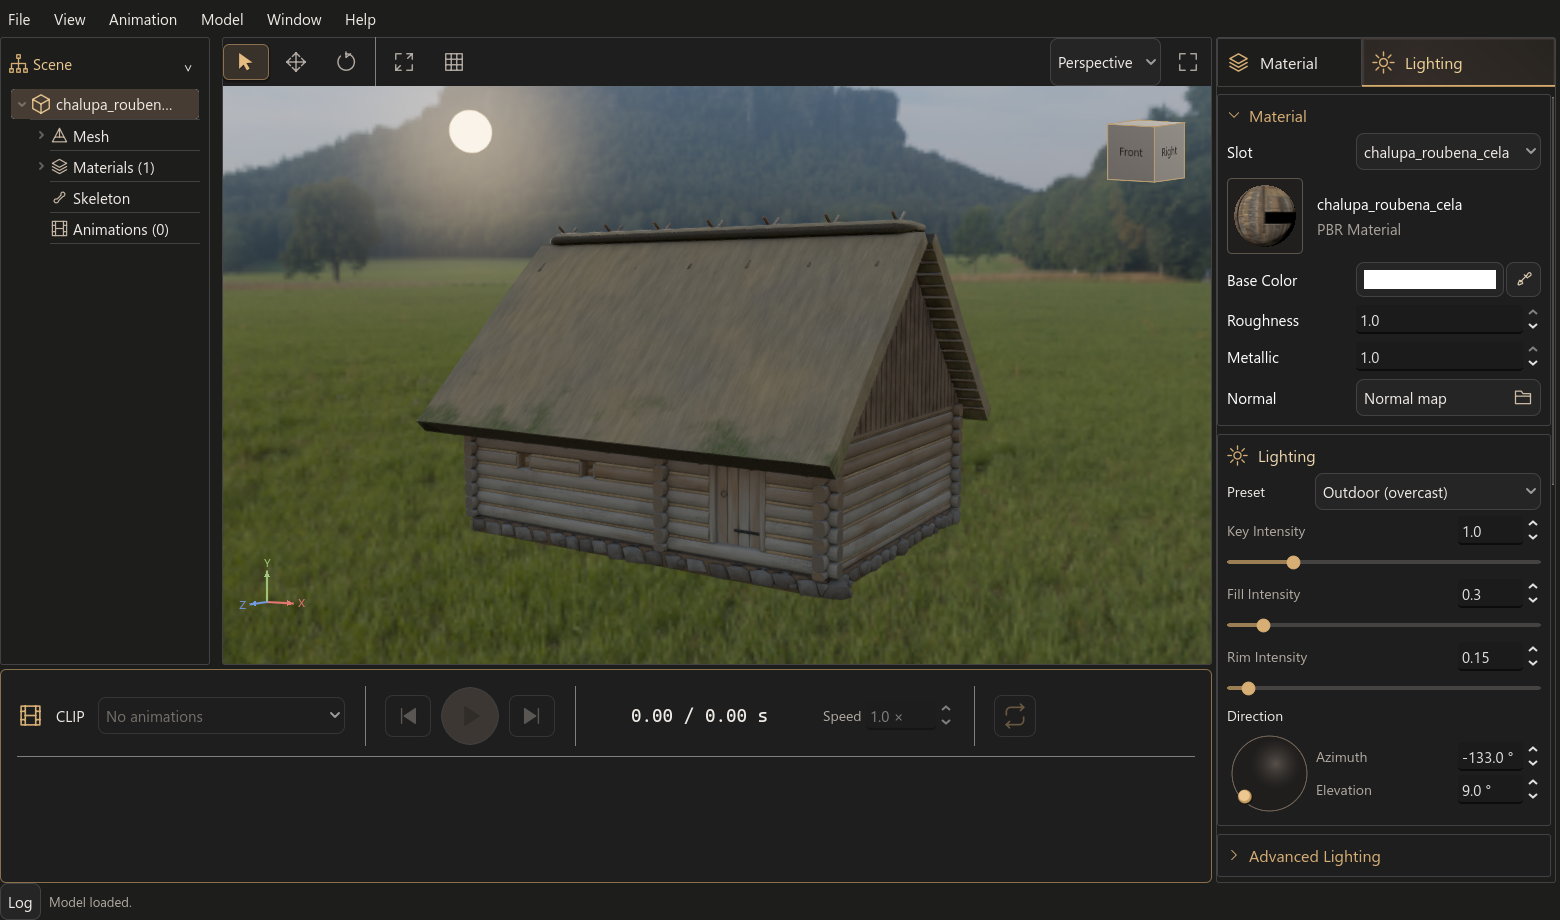 File View Animation Model Window Help
Scene
chalupa_rouben...
Mesh
Materials (1)
Skeleton
Animations (0)
Perspective
Front Right
Y
Z X
Material Lighting
Material
Slot chalupa_roubena_cela
chalupa_roubena_cela
PBR Material
Base Color
Roughness 1.0
Metallic 1.0
Normal Normal map
Lighting
Preset Outdoor (overcast)
Key Intensity 1.0
Fill Intensity 0.3
Rim Intensity 0.15
Direction
Azimuth -133.0 °
Elevation 9.0 °
Advanced Lighting
CLIP No animations 0.00 / 0.00 s Speed 1.0 ×
Log Model loaded.